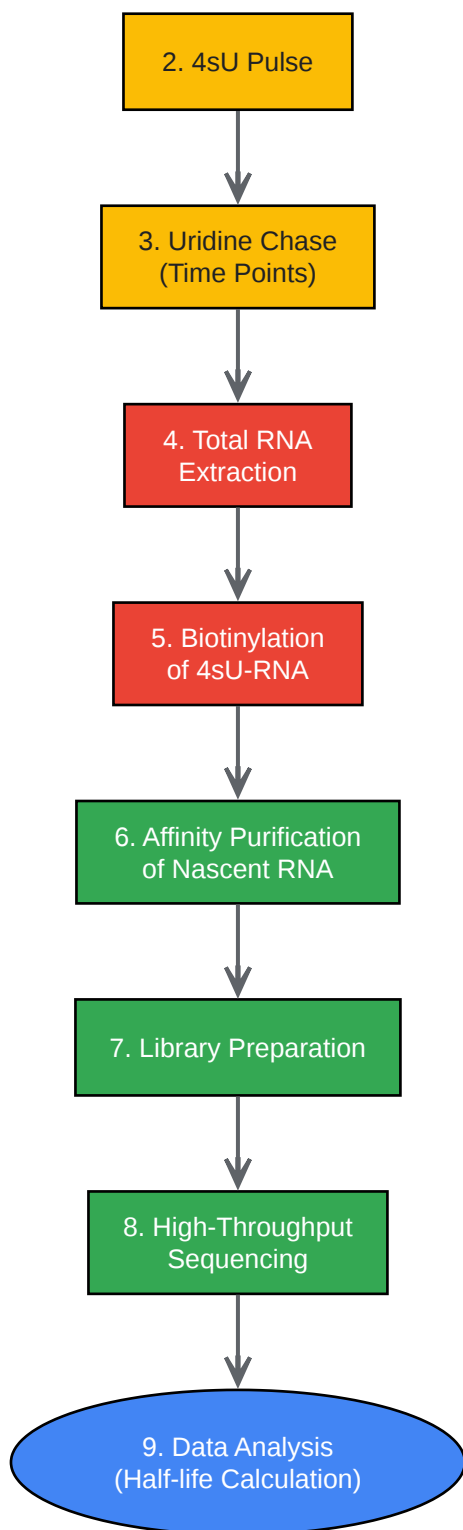 2. 4sU Pulse
3. Uridine Chase
(Time Points)
4. Total RNA
Extraction
5. Biotinylation
of 4sU-RNA
6. Affinity Purification
of Nascent RNA
7. Library Preparation
8. High-Throughput
Sequencing
9. Data Analysis
(Half-life Calculation)